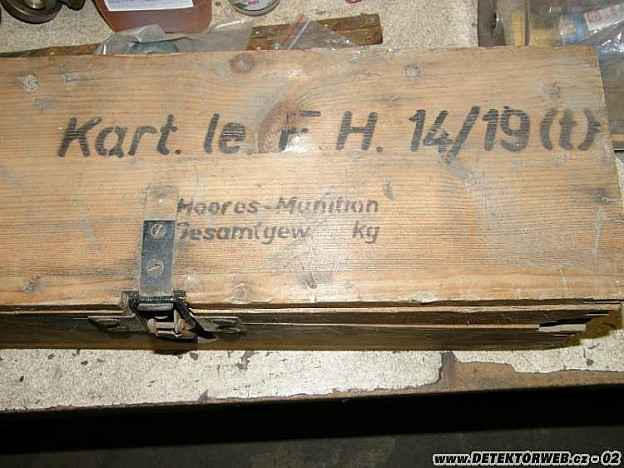 Kart. le. F. H. 14/19 (t)
Heeres-Munition
Gesamtgew kg
www.DETEKTORWEB.cz - 02